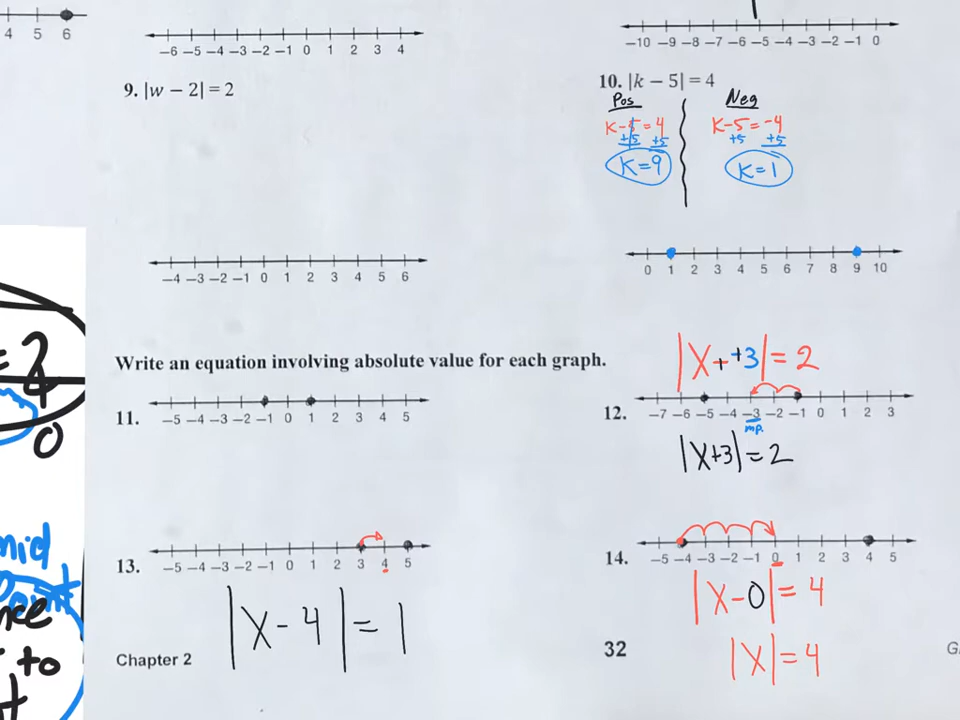 4 5 6
−6 −5 −4 −3 −2 −1 0 1 2 3 4
−10 −9 −8 −7 −6 −5 −4 −3 −2 −1 0
9. |w − 2| = 2
10. |k − 5| = 4
Pos Neg
K-5=4 K-5=-4
+5 +5 +5 +5
K=9 K=1
−4 −3 −2 −1 0 1 2 3 4 5 6
0 1 2 3 4 5 6 7 8 9 10
0
Write an equation involving absolute value for each graph.
|X++3|=2
11.
−5 −4 −3 −2 −1 0 1 2 3 4 5
12.
−7 −6 −5 −4 −3 −2 −1 0 1 2 3
mp.
|X+3|=2
13.
−5 −4 −3 −2 −1 0 1 2 3 4 5
14.
−5 −4 −3 −2 −1 0 1 2 3 4 5
|X-4|=1
|X-0|=4
|X|=4
Chapter 2
32
to